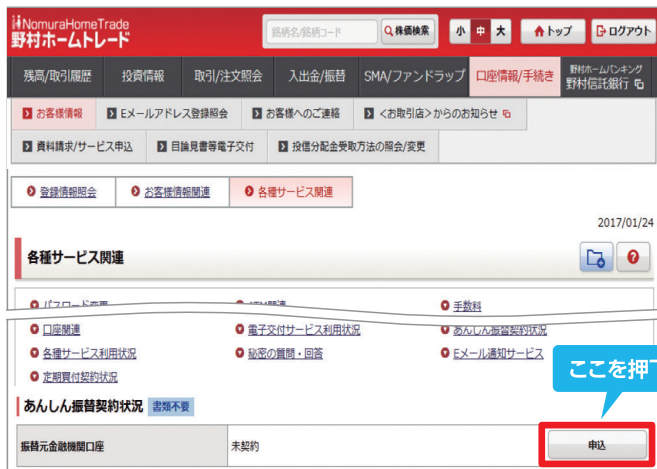 NomuraHomeTrade
野村ホームトレード
銘柄名/銘柄コード 株価検索 小 中 大 トップ ログアウト
残高/取引履歴 投資情報 取引/注文照会 入出金/振替 SMA/ファンドラップ 口座情報/手続き 野村ホームバンキング
野村信託銀行
お客様情報 Eメールアドレス登録照会 お客様へのご連絡 <お取引店>からのお知らせ
資料請求/サービス申込 目論見書等電子交付 投信分配金受取方法の照会/変更
登録情報照会 お客様情報関連 各種サービス関連
2017/01/24
各種サービス関連
パスワード変更 手数料
口座関連 電子交付サービス利用状況 あんしん振替契約状況
各種サービス利用状況 秘密の質問・回答 Eメール通知サービス
定期買付契約状況
ここを押
あんしん振替契約状況 書類不要
振替元金融機関口座 未契約 申込